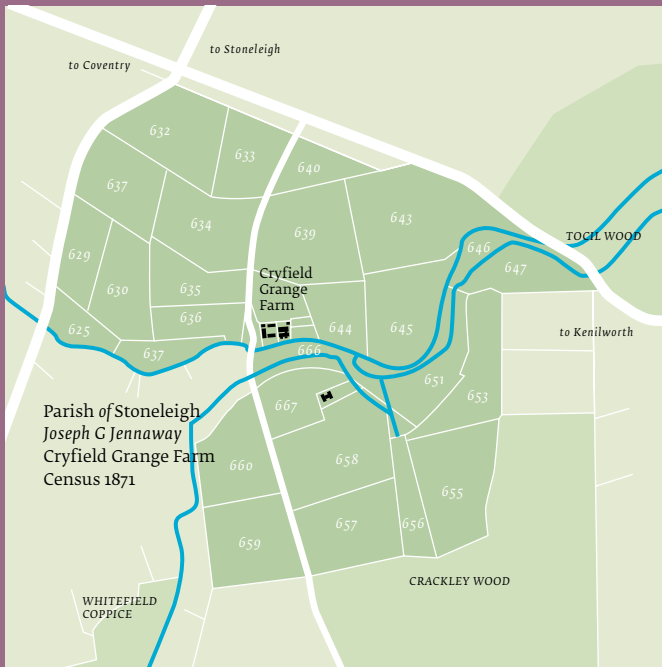 to Stoneleigh
to Coventry
632
633
640
637
634
643
639
TOCIL WOOD
646
629
647
Cryfield
Grange
Farm
630
635
636
625
644
645
to Kenilworth
637
666
651
653
667
Parish of Stoneleigh
Joseph G Jennaway
Cryfield Grange Farm
Census 1871
660
658
655
657
656
659
CRACKLEY WOOD
WHITEFIELD
COPPICE